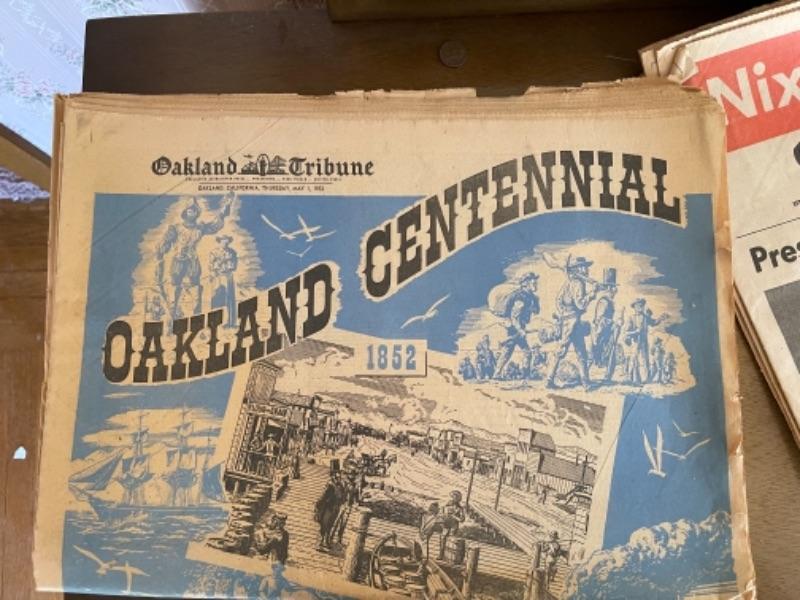 Oakland Tribune
OAKLAND, CALIFORNIA, THURSDAY, MAY 1, 1952
OAKLAND CENTENNIAL
1852
Nix
Pres